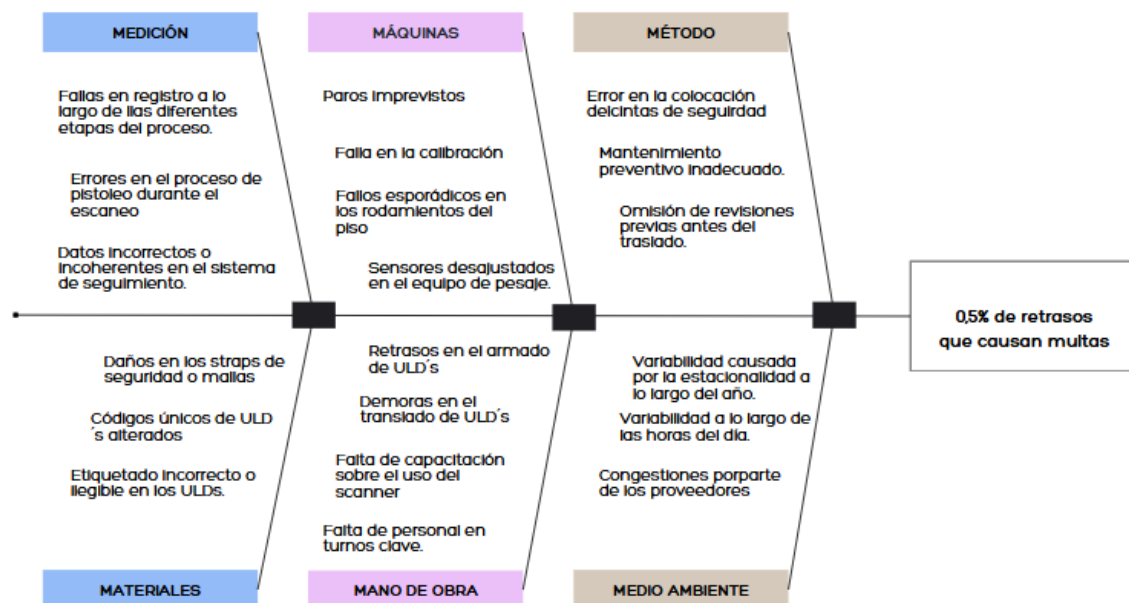 MEDICIÓN
MÁQUINAS
MÉTODO
Fallas en registro a lo
largo de llas diferentes
etapas del proceso.
Errores en el proceso de
pistoleo durante el
escaneo
Datos incorrectos o
incoherentes en el sistema
de seguimiento.
Paros imprevistos
Falla en la calibración
Fallos esporádicos en
los rodamientos del
piso
Sensores desajustados
en el equipo de pesaje.
Error en la colocación
delcintas de seguirdad
Mantenimiento
preventivo inadecuado.
Omisión de revisiones
previas antes del
traslado.
0,5% de retrasos
que causan multas
Daños en los straps de
seguridad o mallas
Códigos únicos de ULD
´s alterados
Etiquetado incorrecto o
ilegible en los ULDs.
Retrasos en el armado
de ULD´s
Demoras en el
translado de ULD´s
Falta de capacitación
sobre el uso del
scanner
Falta de personal en
turnos clave.
Variabilidad causada
por la estacionalidad a
lo largo del año.
Variabilidad a lo largo de
las horas del día.
Congestiones porparte
de los proveedores
MATERIALES
MANO DE OBRA
MEDIO AMBIENTE